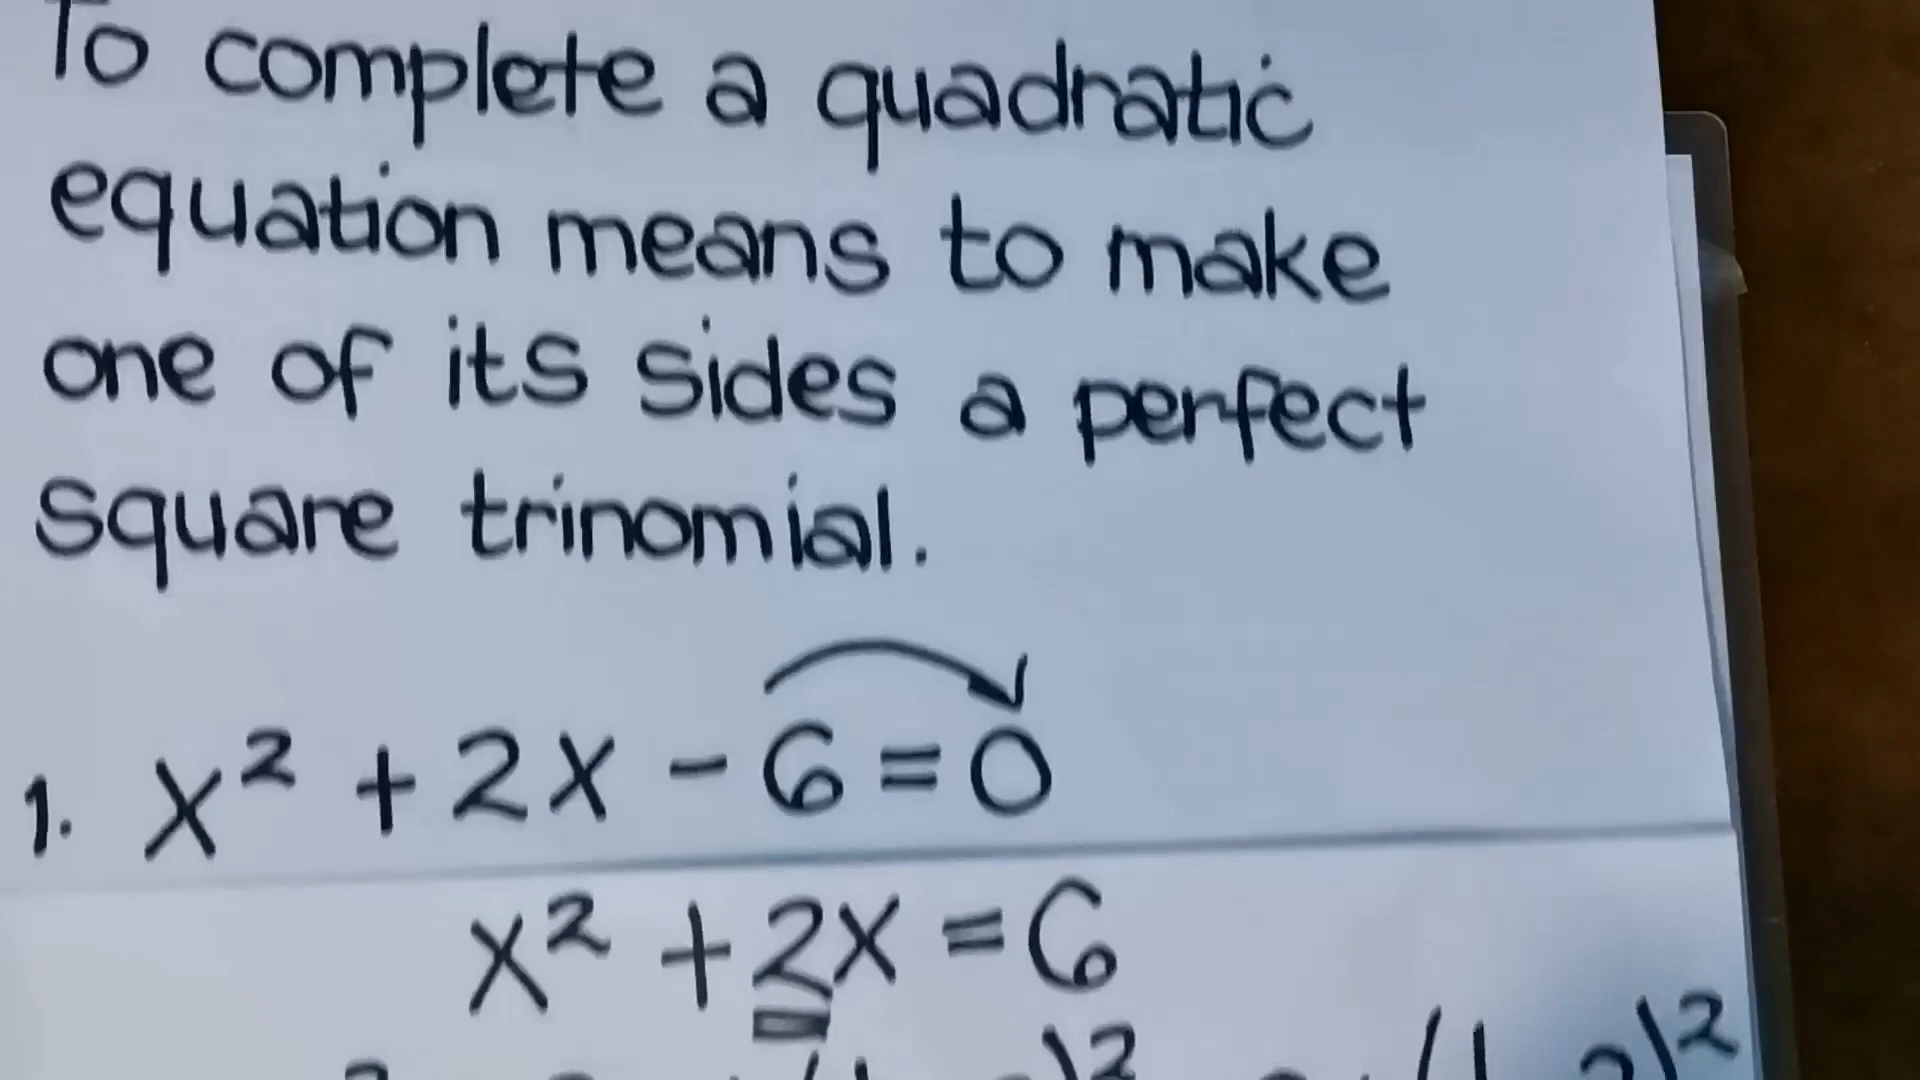 To complete a quadratic
equation means to make
one of its sides a perfect
square trinomial.
1. x² + 2x - 6 = 0
x² + 2x = 6